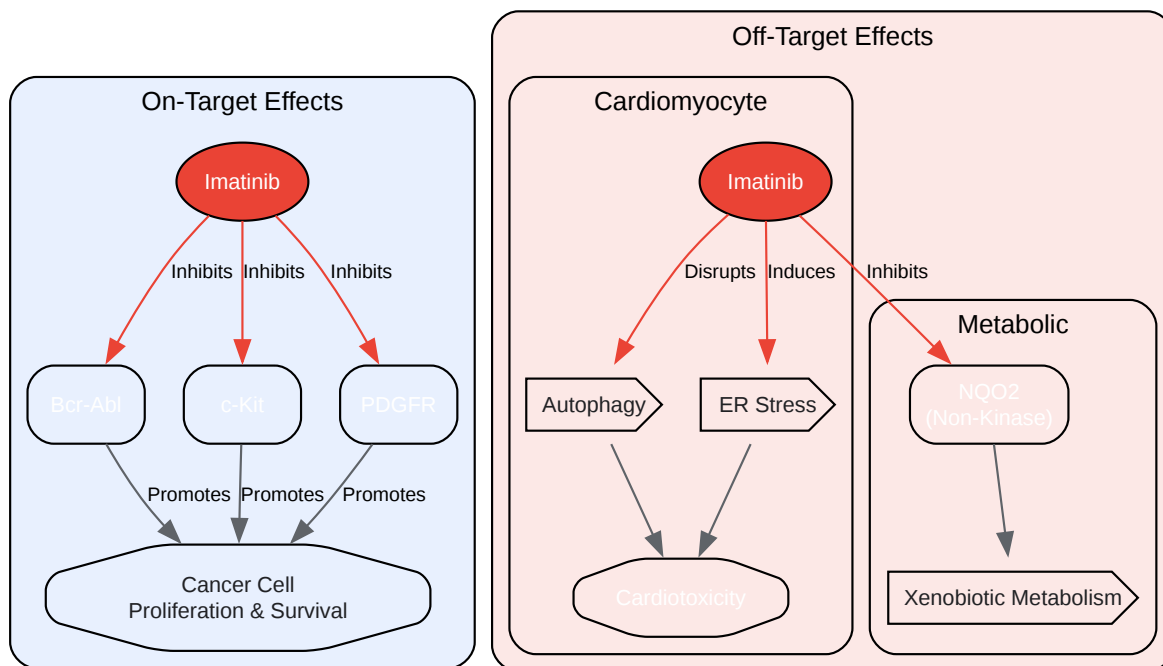 Off-Target Effects
On-Target Effects
Cardiomyocyte
Imatinib
Imatinib
Inhibits
Inhibits
Inhibits
Disrupts
Induces
Inhibits
Metabolic
Bcr-Abl
c-Kit
PDGFR
Autophagy
ER Stress
NQO2
(Non-Kinase)
Promotes
Promotes
Promotes
Cancer Cell
Proliferation & Survival
Cardiotoxicity
Xenobiotic Metabolism